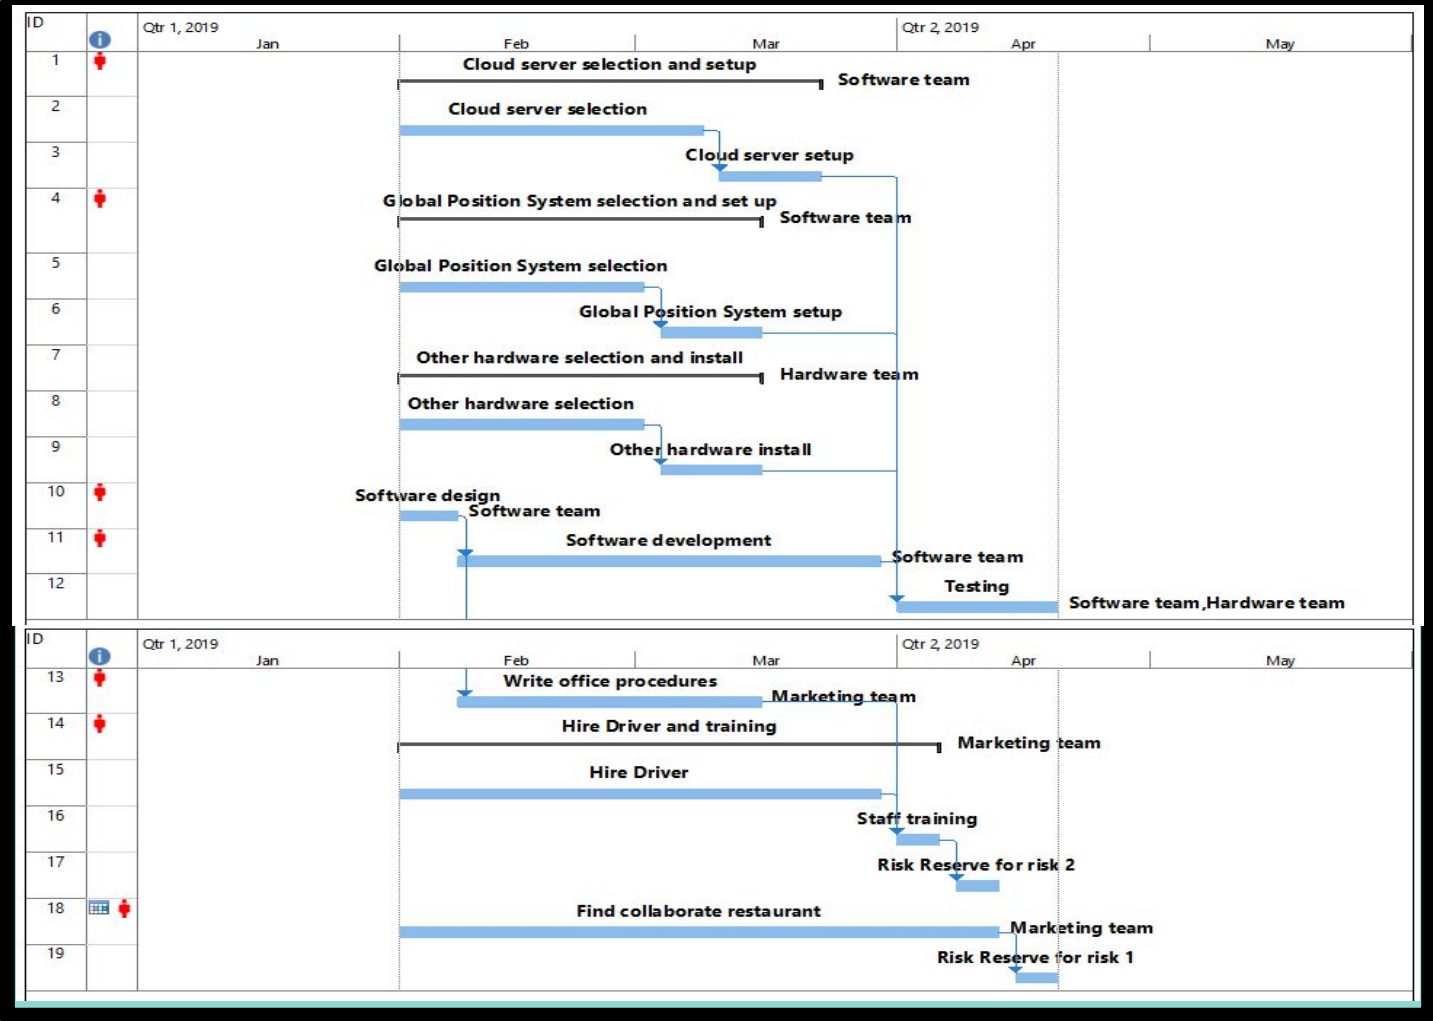 ID
Qtr 1, 2019 Qtr 2, 2019
i Jan Feb Mar Apr May
1 Cloud server selection and setup
Software team
2 Cloud server selection
3 Cloud server setup
4 Global Position System selection and set up
Software team
5 Global Position System selection
6 Global Position System setup
7 Other hardware selection and install
Hardware team
8 Other hardware selection
9 Other hardware install
10 Software design
Software team
11 Software development
Software team
12 Testing
Software team,Hardware team
ID
Qtr 1, 2019 Qtr 2, 2019
i Jan Feb Mar Apr May
13 Write office procedures
Marketing team
14 Hire Driver and training
Marketing team
15 Hire Driver
16 Staff training
17 Risk Reserve for risk 2
18 Find collaborate restaurant
Marketing team
19 Risk Reserve for risk 1